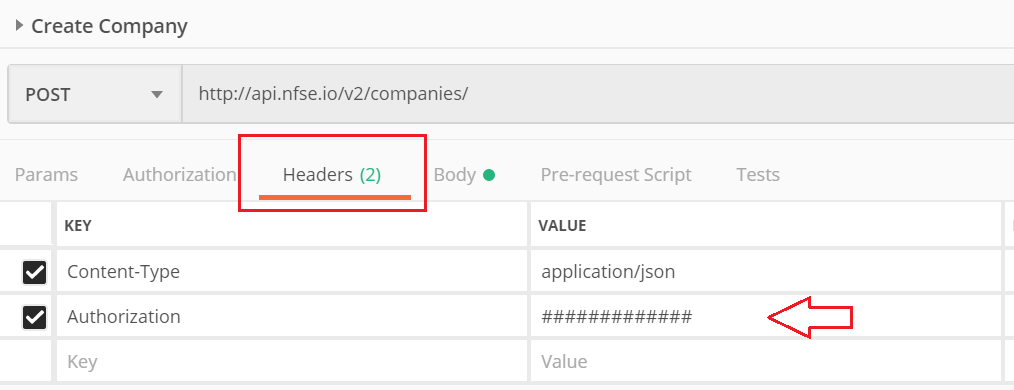 Create Company
POST http://api.nfse.io/v2/companies/
Params Authorization Headers (2) Body Pre-request Script Tests
KEY VALUE
Content-Type application/json
Authorization #############
Key Value